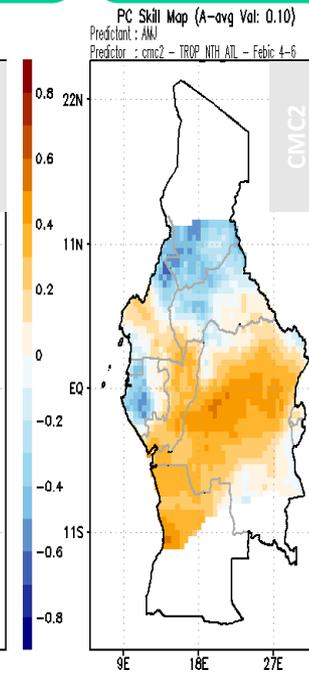 PC Skill Map (A-avg Val: 0.10)
Predictant : AMJ
Predictor : cmc2 - TROP_NTH_ATL - Febic 4-6
CMC2
0.8
0.6
0.4
0.2
0
-0.2
-0.4
-0.6
-0.8
22N
11N
EQ
11S
9E 18E 27E